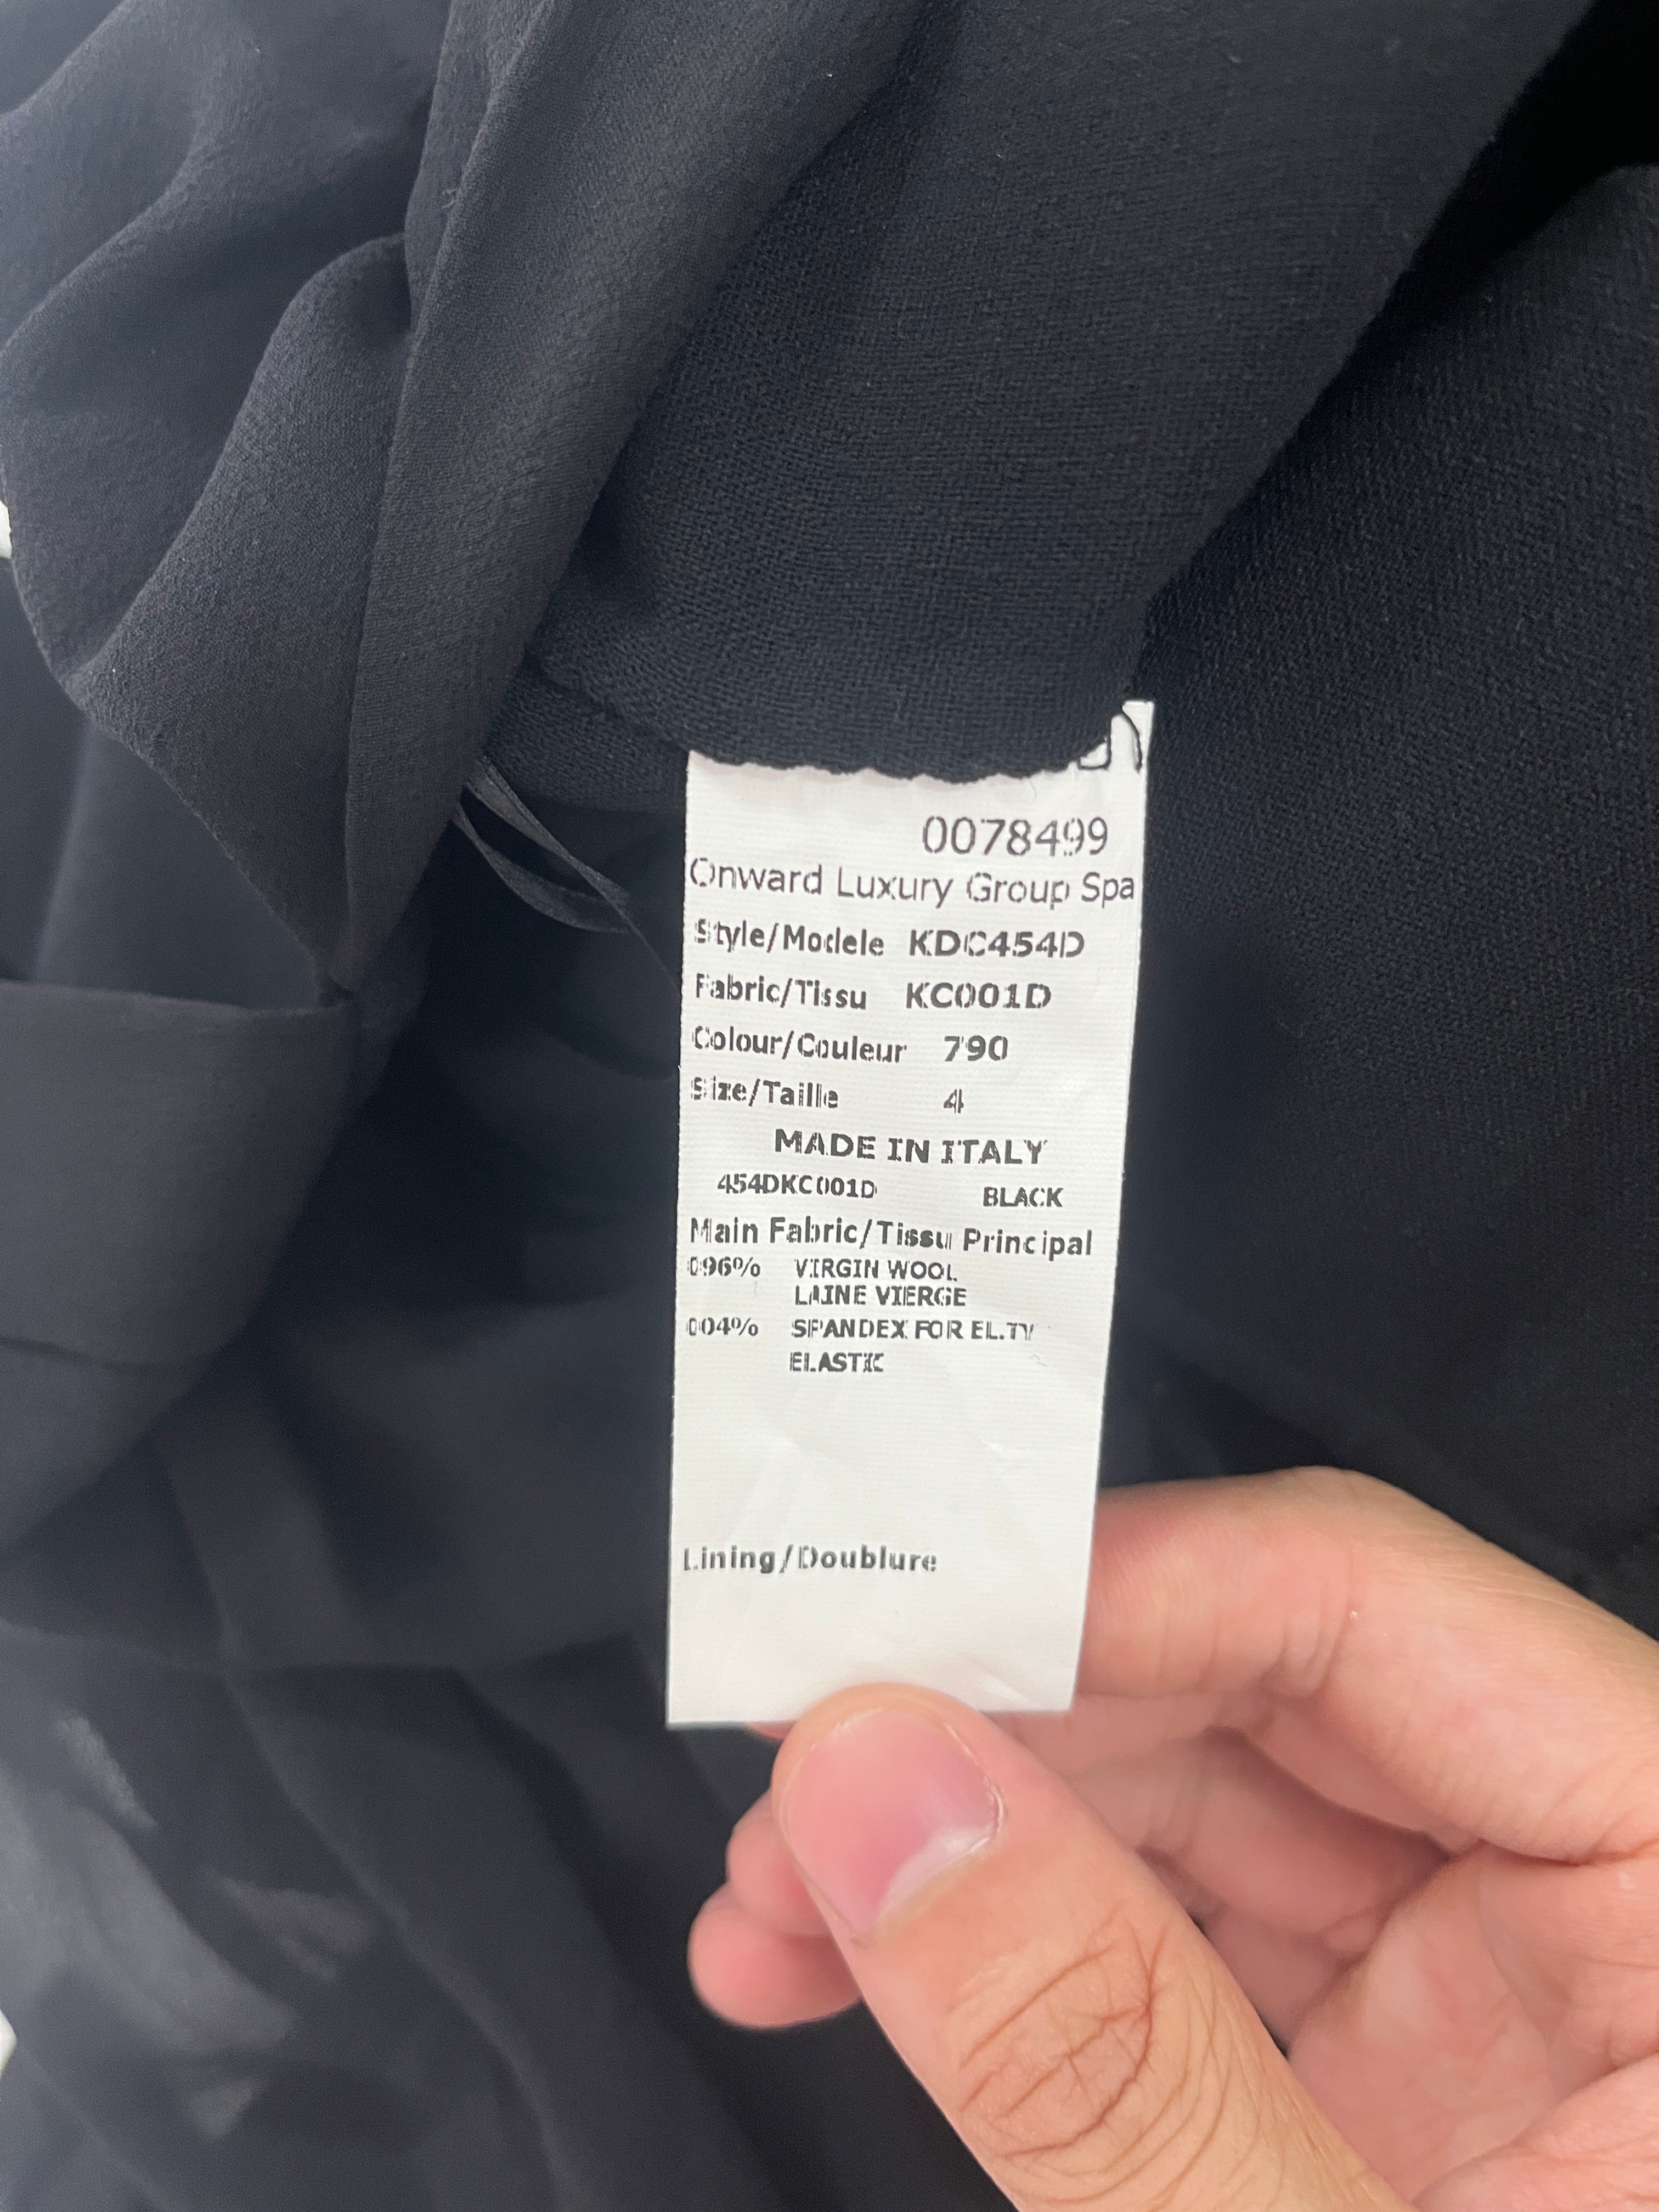 0078499
Onward Luxury Group Spa
Style/Modele KDC454D
Fabric/Tissu KC001D
Colour/Couleur 790
Size/Taille 4
MADE IN ITALY
454DKC001D BLACK
Main Fabric/Tissu Principal
096% VIRGIN WOOL
LAINE VIERGE
004% SPANDEX FOR EL.TY
ELASTIC
Lining/Doublure